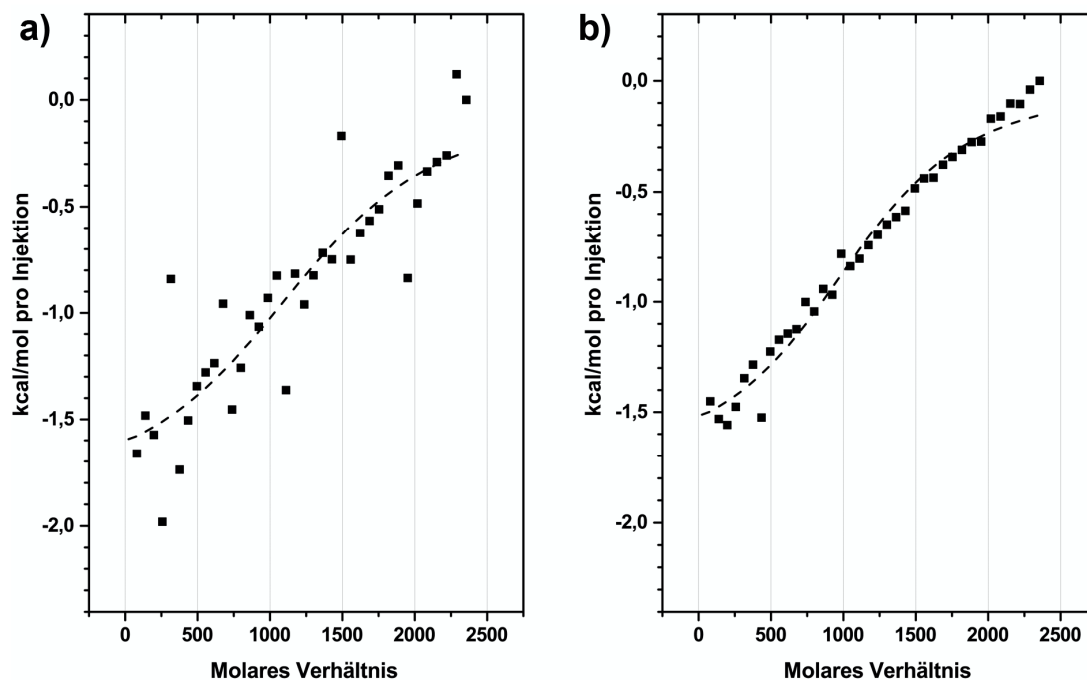 a)
kcal/mol pro Injektion
0,0
-0,5
-1,0
-1,5
-2,0
0 500 1000 1500 2000 2500
Molares Verhältnis
b)
kcal/mol pro Injektion
0,0
-0,5
-1,0
-1,5
-2,0
0 500 1000 1500 2000 2500
Molares Verhältnis